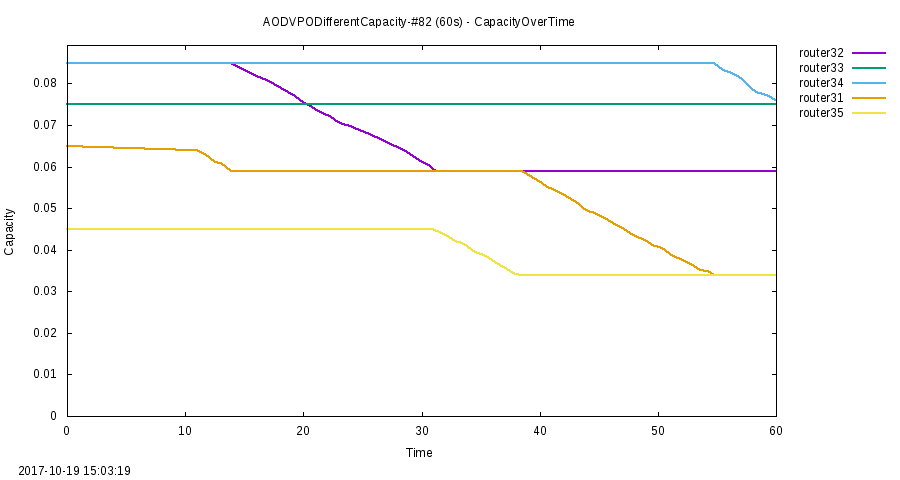 AODVPODifferentCapacity-#82 (60s) - CapacityOverTime
router32
router33
router34
router31
router35
0.08
0.07
0.06
0.05
0.04
0.03
0.02
0.01
0
Capacity
0 10 20 30 40 50 60
Time
2017-10-19 15:03:19